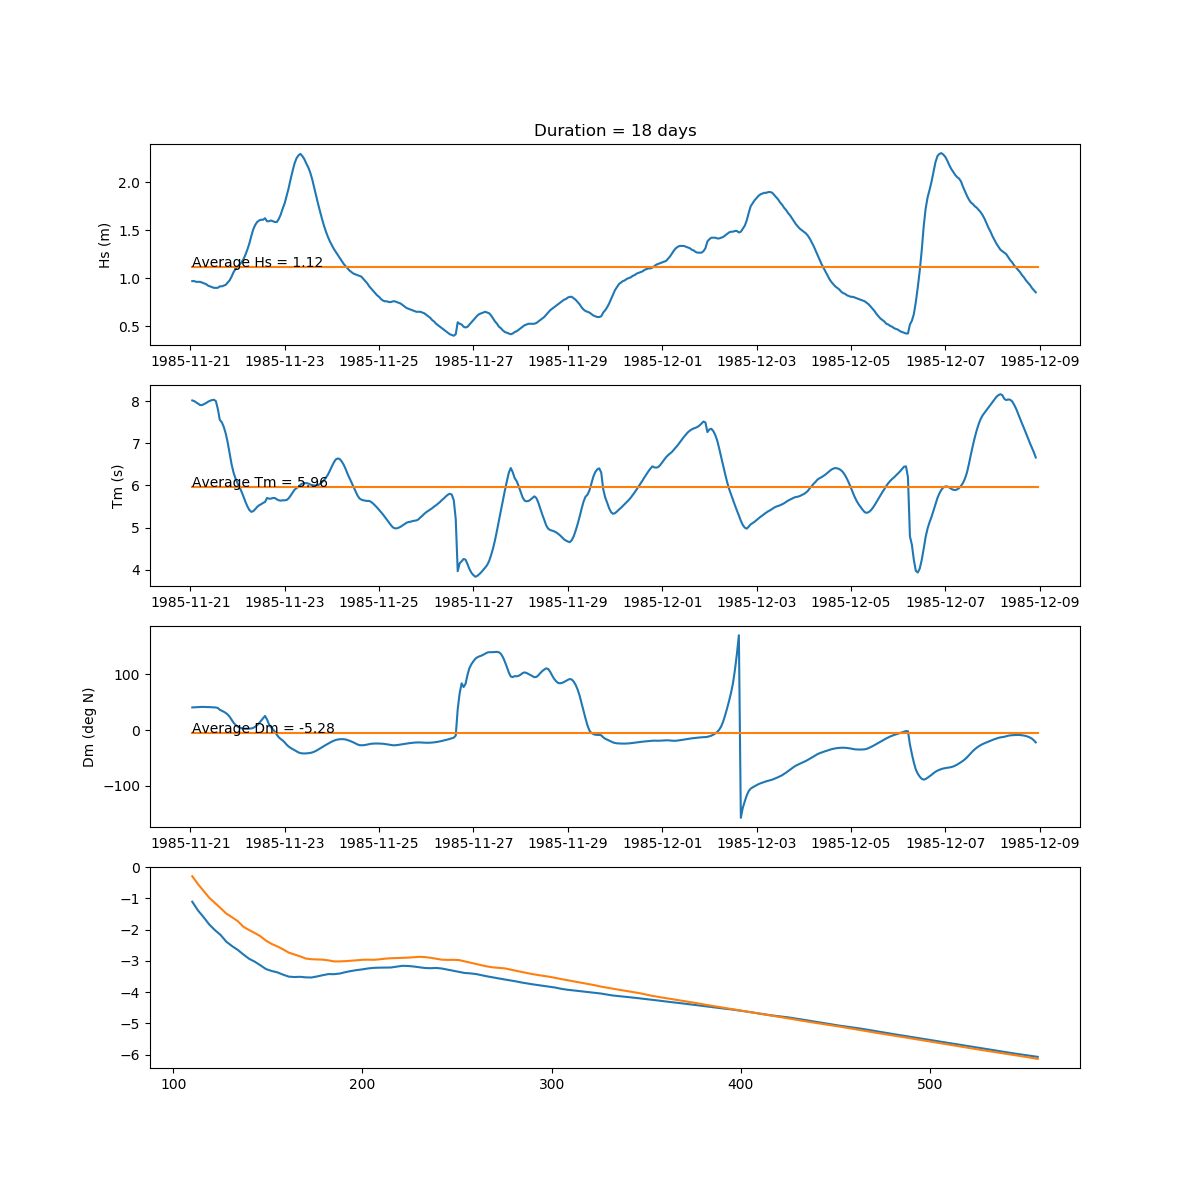 Duration = 18 days
Hs (m)
2.0
1.5
1.0
0.5
Average Hs = 1.12
1985-11-21 1985-11-23 1985-11-25 1985-11-27 1985-11-29 1985-12-01 1985-12-03 1985-12-05 1985-12-07 1985-12-09
Tm (s)
8
7
6
5
4
Average Tm = 5.96
1985-11-21 1985-11-23 1985-11-25 1985-11-27 1985-11-29 1985-12-01 1985-12-03 1985-12-05 1985-12-07 1985-12-09
Dm (deg N)
100
0
−100
Average Dm = -5.28
1985-11-21 1985-11-23 1985-11-25 1985-11-27 1985-11-29 1985-12-01 1985-12-03 1985-12-05 1985-12-07 1985-12-09
0
−1
−2
−3
−4
−5
−6
100 200 300 400 500